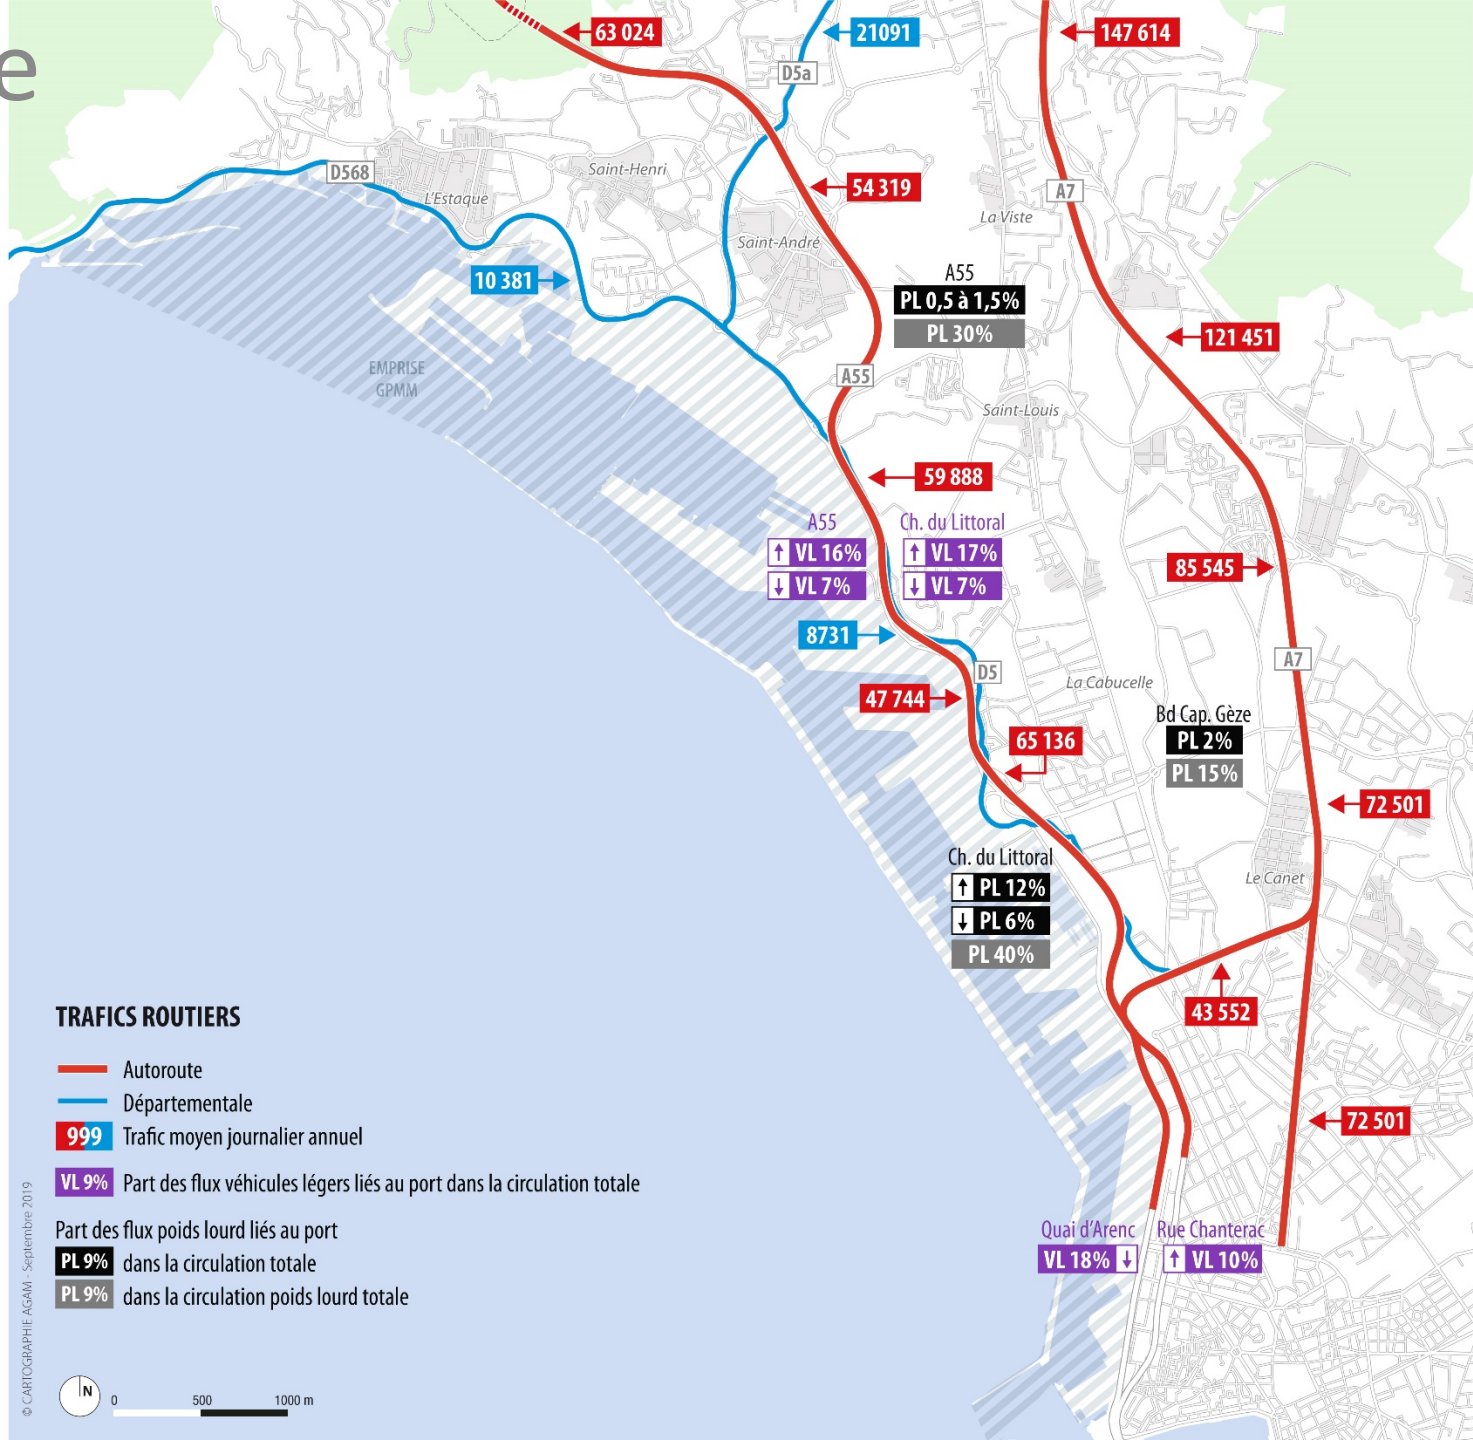 e
63 024
21091
147 614
D5a
D568
Saint-Henri
L'Estaque
54 319
A7
La Viste
Saint-André
10 381
A55
PL 0,5 à 1,5%
PL 30%
121 451
EMPRISE
GPMM
A55
Saint-Louis
59 888
A55
↑ VL 16%
↓ VL 7%
Ch. du Littoral
↑ VL 17%
↓ VL 7%
85 545
8731
A7
D5
La Cabucelle
47 744
Bd Cap. Gèze
PL 2%
PL 15%
65 136
72 501
Ch. du Littoral
↑ PL 12%
↓ PL 6%
PL 40%
Le Canet
43 552
72 501
TRAFICS ROUTIERS
Autoroute
Départementale
999 Trafic moyen journalier annuel
VL 9% Part des flux véhicules légers liés au port dans la circulation totale
Part des flux poids lourd liés au port
PL 9% dans la circulation totale
PL 9% dans la circulation poids lourd totale
Quai d'Arenc
VL 18% ↓
Rue Chanterac
↑ VL 10%
N
0 500 1000 m
© CARTOGRAPHIE AGAM - Septembre 2019